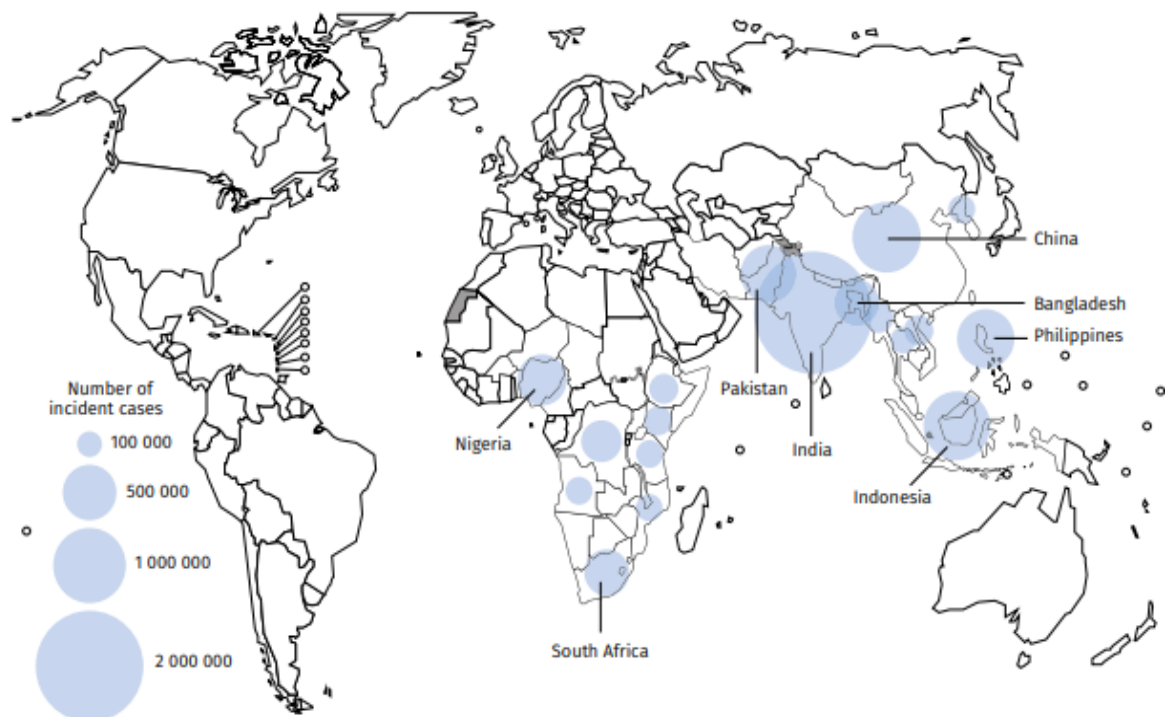 China
Bangladesh
Philippines
Pakistan
India
Nigeria
Indonesia
South Africa
Number of
incident cases
100 000
500 000
1 000 000
2 000 000